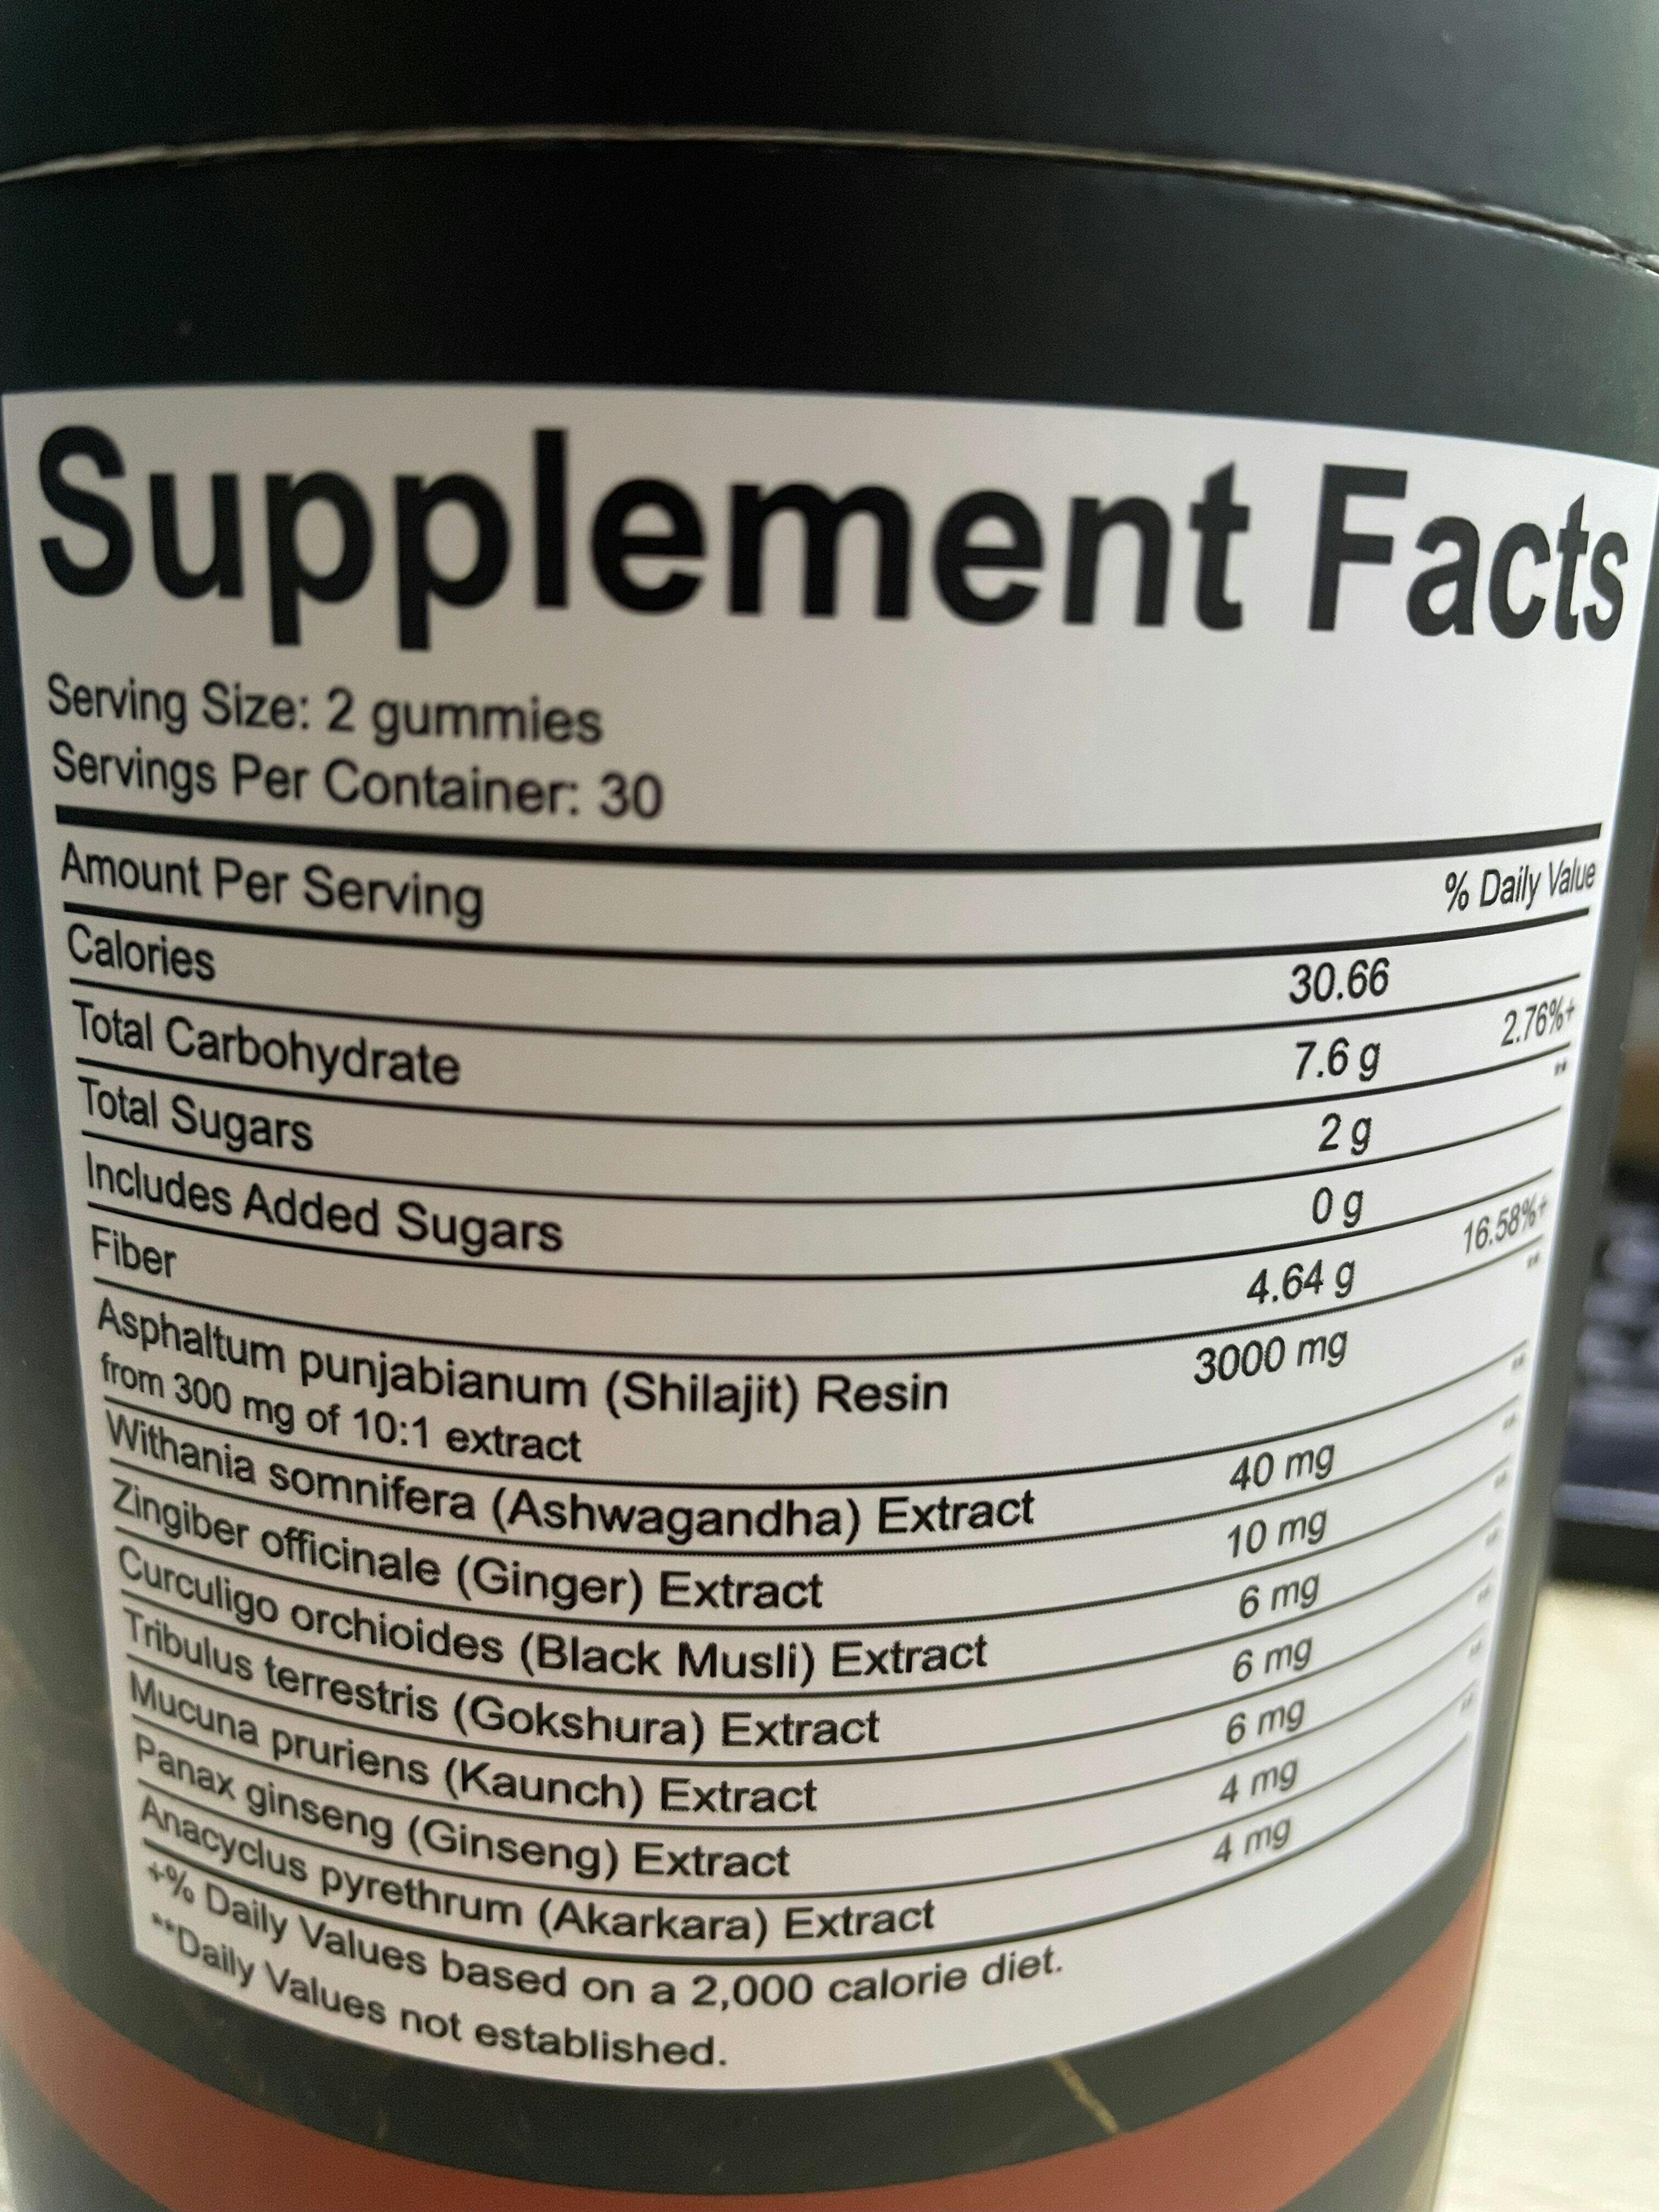 Supplement Facts
Serving Size: 2 gummies
Servings Per Container: 30
Amount Per Serving % Daily Value
Calories 30.66
Total Carbohydrate 7.6 g 2.76%+
Total Sugars 2 g **
Includes Added Sugars 0 g
Fiber 4.64 g 16.58%+
Asphaltum punjabianum (Shilajit) Resin 3000 mg **
from 300 mg of 10:1 extract
Withania somnifera (Ashwagandha) Extract 40 mg **
Zingiber officinale (Ginger) Extract 10 mg **
Curculigo orchioides (Black Musli) Extract 6 mg **
Tribulus terrestris (Gokshura) Extract 6 mg **
Mucuna pruriens (Kaunch) Extract 6 mg **
Panax ginseng (Ginseng) Extract 4 mg **
Anacyclus pyrethrum (Akarkara) Extract 4 mg **
+% Daily Values based on a 2,000 calorie diet.
**Daily Values not established.